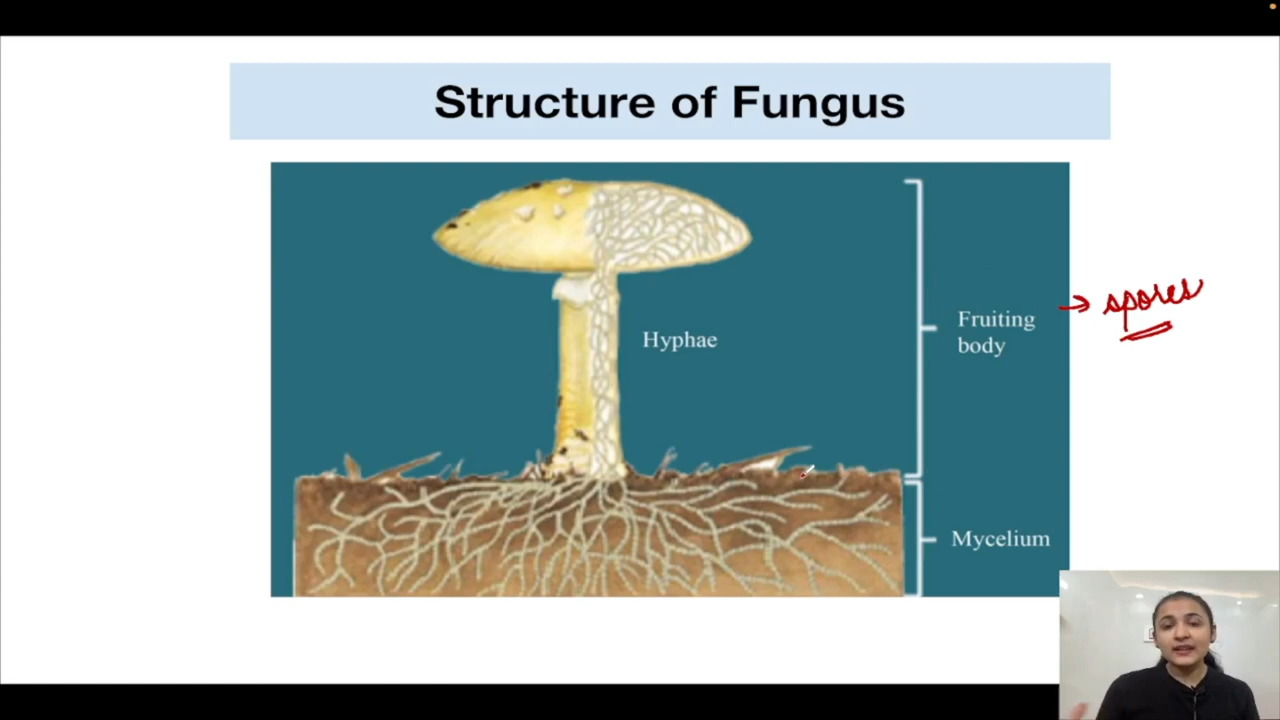 Structure of Fungus
Hyphae
Fruiting
body
→ spores
Mycelium